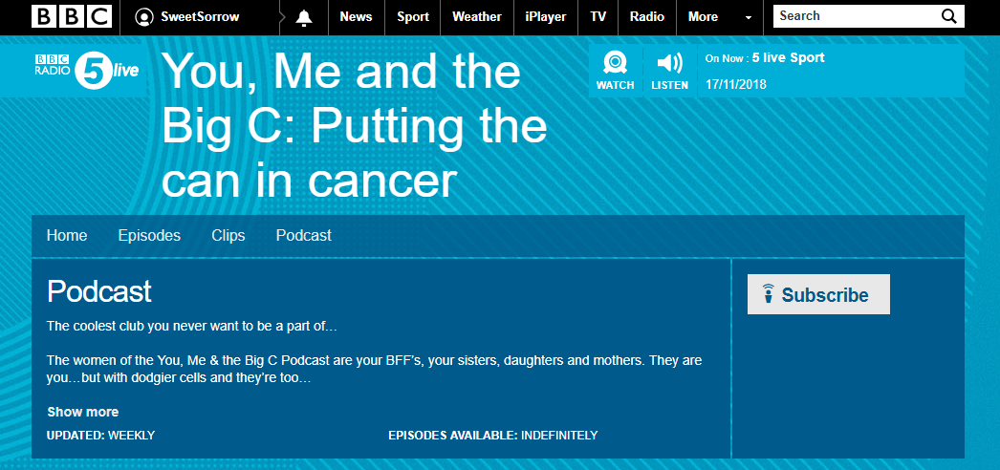 BBC SweetSorrow News Sport Weather iPlayer TV Radio More Search
BBC
RADIO 5 live
You, Me and the
Big C: Putting the
can in cancer
WATCH
LISTEN
On Now : 5 live Sport
17/11/2018
Home Episodes Clips Podcast
Podcast
The coolest club you never want to be a part of…
The women of the You, Me & the Big C Podcast are your BFF’s, your sisters, daughters and mothers. They are
you…but with dodgier cells and they’re too…
Show more
UPDATED: WEEKLY EPISODES AVAILABLE: INDEFINITELY
Subscribe